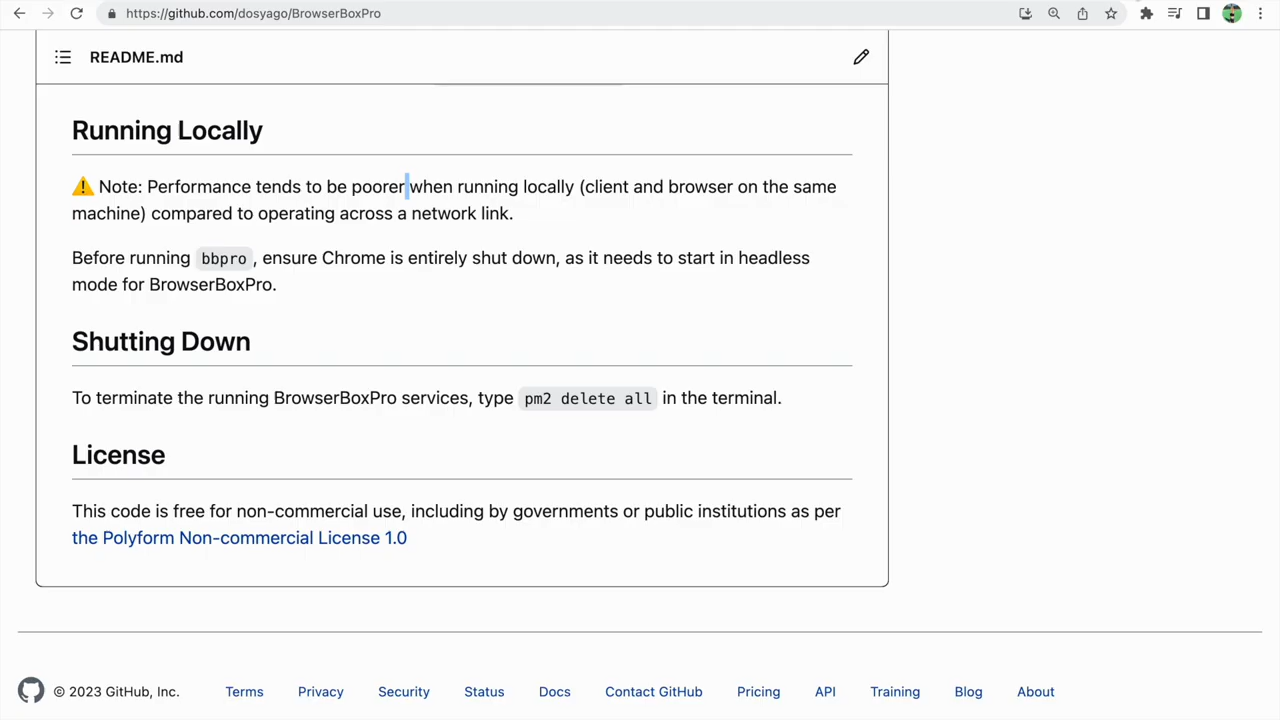 https://github.com/dosyago/BrowserBoxPro
README.md
Running Locally
⚠ Note: Performance tends to be poorer when running locally (client and browser on the same
machine) compared to operating across a network link.
Before running bbpro, ensure Chrome is entirely shut down, as it needs to start in headless
mode for BrowserBoxPro.
Shutting Down
To terminate the running BrowserBoxPro services, type pm2 delete all in the terminal.
License
This code is free for non-commercial use, including by governments or public institutions as per
the Polyform Non-commercial License 1.0
© 2023 GitHub, Inc. Terms Privacy Security Status Docs Contact GitHub Pricing API Training Blog About